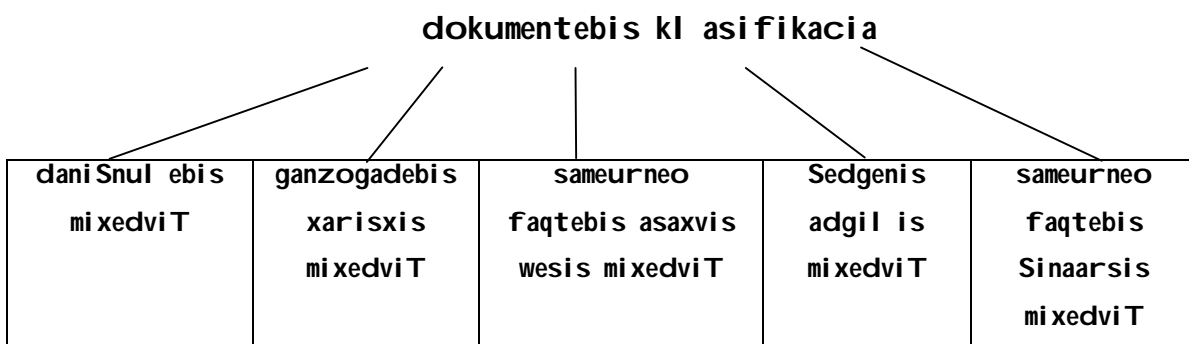 dokumentebis klasifikacia
daniSnulebis
mixedviT
ganzogadebis
xarisxis
mixedviT
sameurneo
faqtebis asaxvis
wesis mixedviT
Sedgenis
adgilis
mixedviT
sameurneo
faqtebis
Sinaarsis
mixedviT